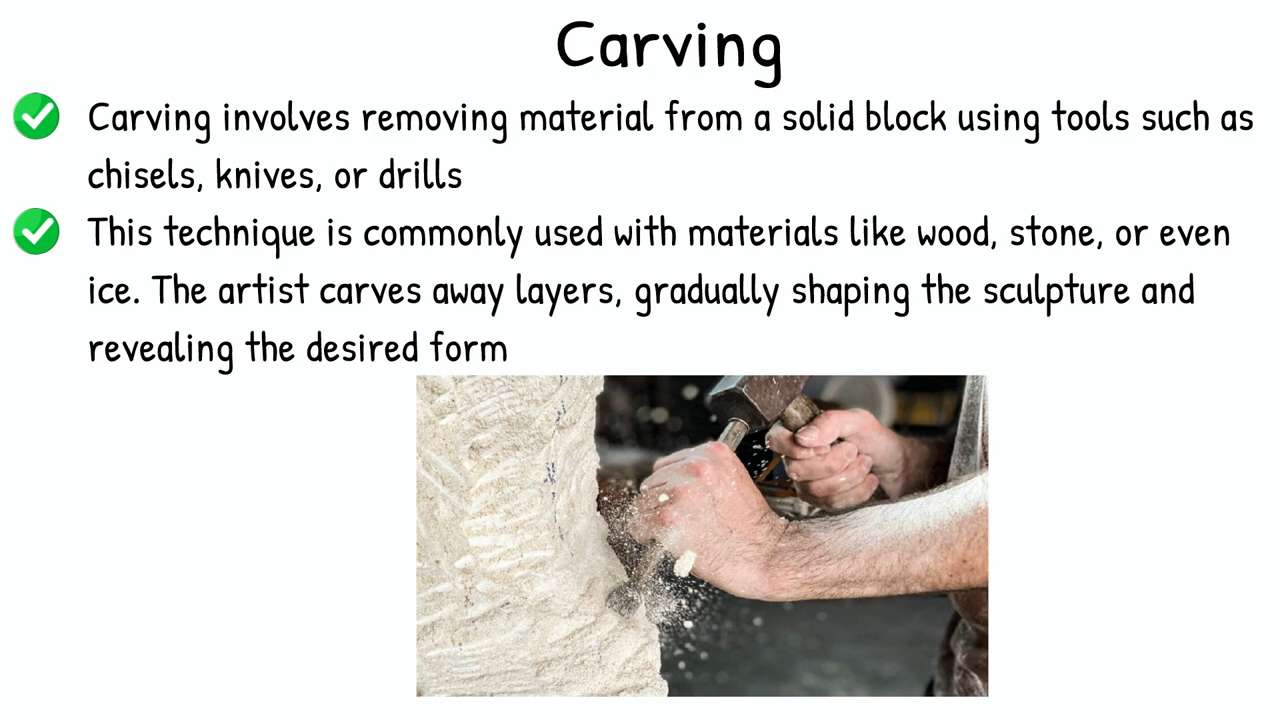 Carving
Carving involves removing material from a solid block using tools such as
chisels, knives, or drills
This technique is commonly used with materials like wood, stone, or even
ice. The artist carves away layers, gradually shaping the sculpture and
revealing the desired form